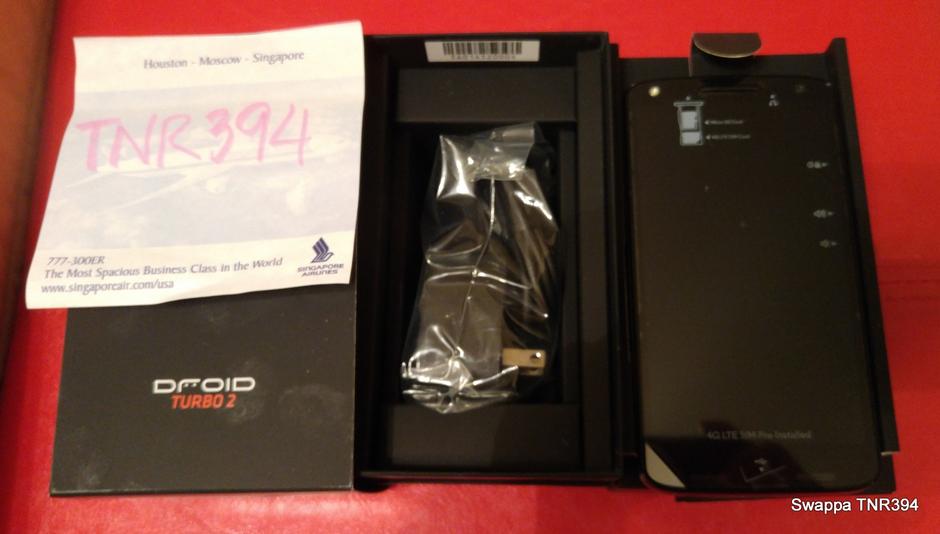 Houston - Moscow - Singapore
TNR394
777-300ER
The Most Spacious Business Class in the World
www.singaporeair.com/usa
SINGAPORE
AIRLINES
DROID
TURBO 2
4G LTE SIM Pre-Installed
Swappa TNR394